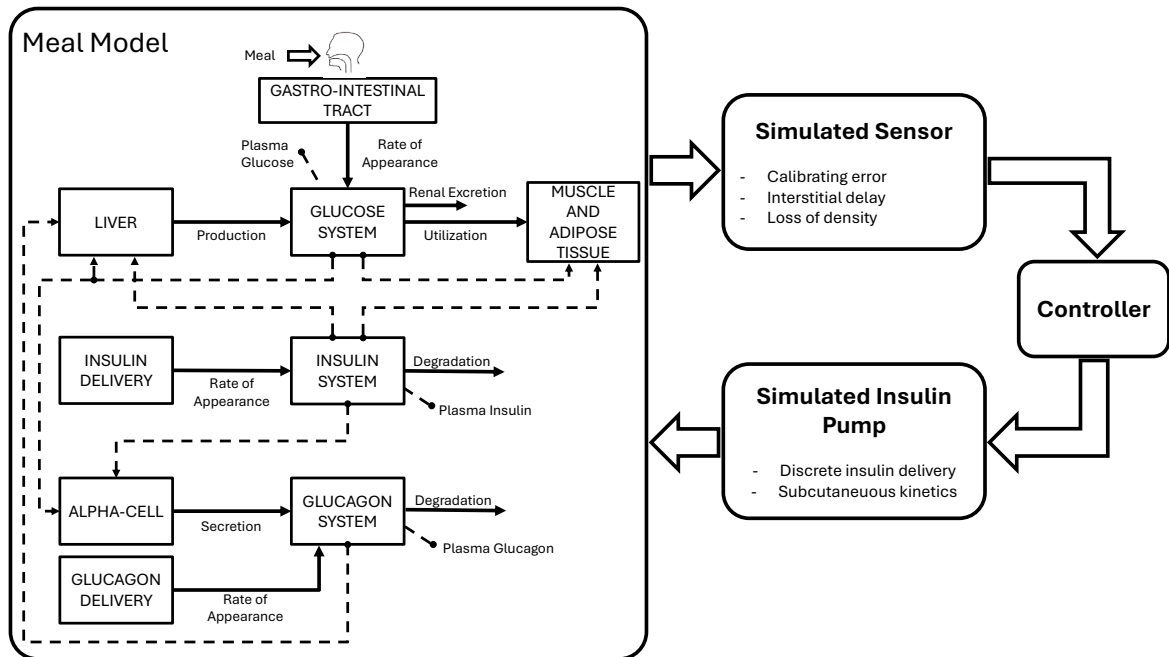 Meal Model
Meal
GASTRO-INTESTINAL
TRACT
Plasma
Glucose
Rate of
Appearance
LIVER
Production
GLUCOSE
SYSTEM
Renal Excretion
Utilization
MUSCLE
AND
ADIPOSE
TISSUE
INSULIN
DELIVERY
Rate of
Appearance
INSULIN
SYSTEM
Degradation
Plasma Insulin
ALPHA-CELL
Secretion
GLUCAGON
SYSTEM
Degradation
Plasma Glucagon
GLUCAGON
DELIVERY
Rate of
Appearance
Simulated Sensor
- Calibrating error
- Interstitial delay
- Loss of density
Controller
Simulated Insulin
Pump
- Discrete insulin delivery
- Subcutaneuous kinetics